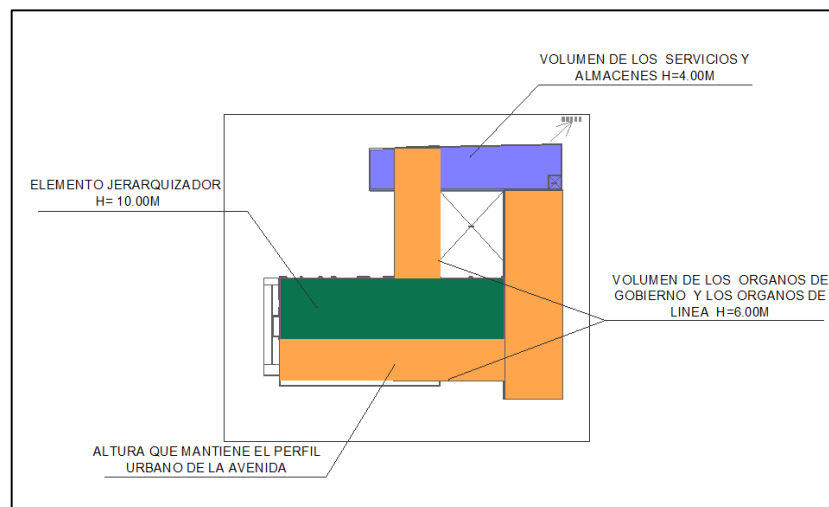 VOLUMEN DE LOS SERVICIOS Y
ALMACENES H=4.00M
ELEMENTO JERARQUIZADOR
H= 10.00M
VOLUMEN DE LOS ORGANOS DE
GOBIERNO Y LOS ORGANOS DE
LINEA H=6.00M
ALTURA QUE MANTIENE EL PERFIL
URBANO DE LA AVENIDA